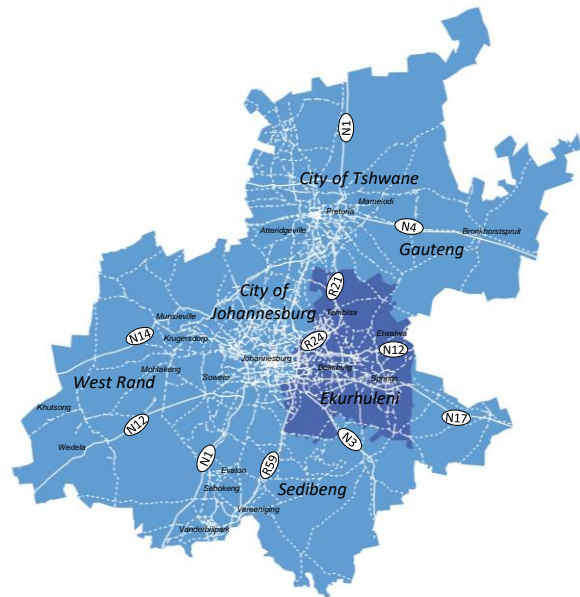 N1
City of Tshwane
Mamelodi
Pretoria
N4
Atteridgeville
Bronkhorstspruit
Gauteng
R21
City of
Johannesburg
Munsieville
Tembisa
N14
Krugersdorp
R24
Etwatwa
N12
Johannesburg
Boksburg
Mohlakeng
West Rand
Soweto
Springs
Ekurhuleni
Khutsong
N12
N17
Wedela
N3
N1
Evaton
R59
Sebokeng
Sedibeng
Vereeniging
Vanderbijlpark